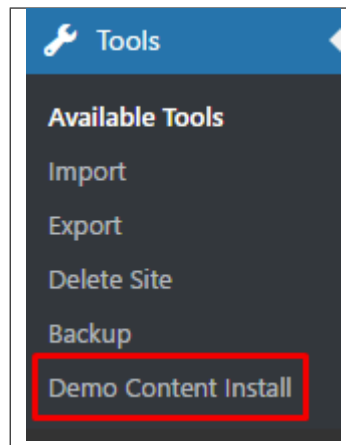 Tools
Available Tools
Import
Export
Delete Site
Backup
Demo Content Install